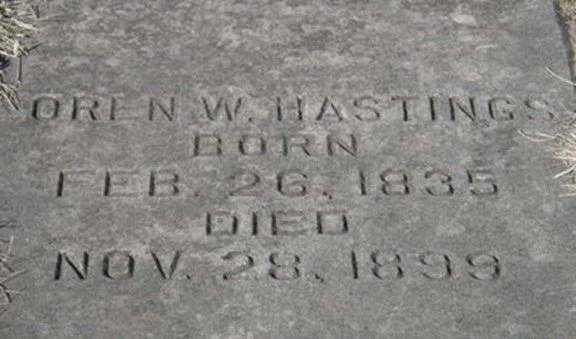 OREN W. HASTINGS
BORN
FEB. 26, 1835
DIED
NOV. 28, 1899